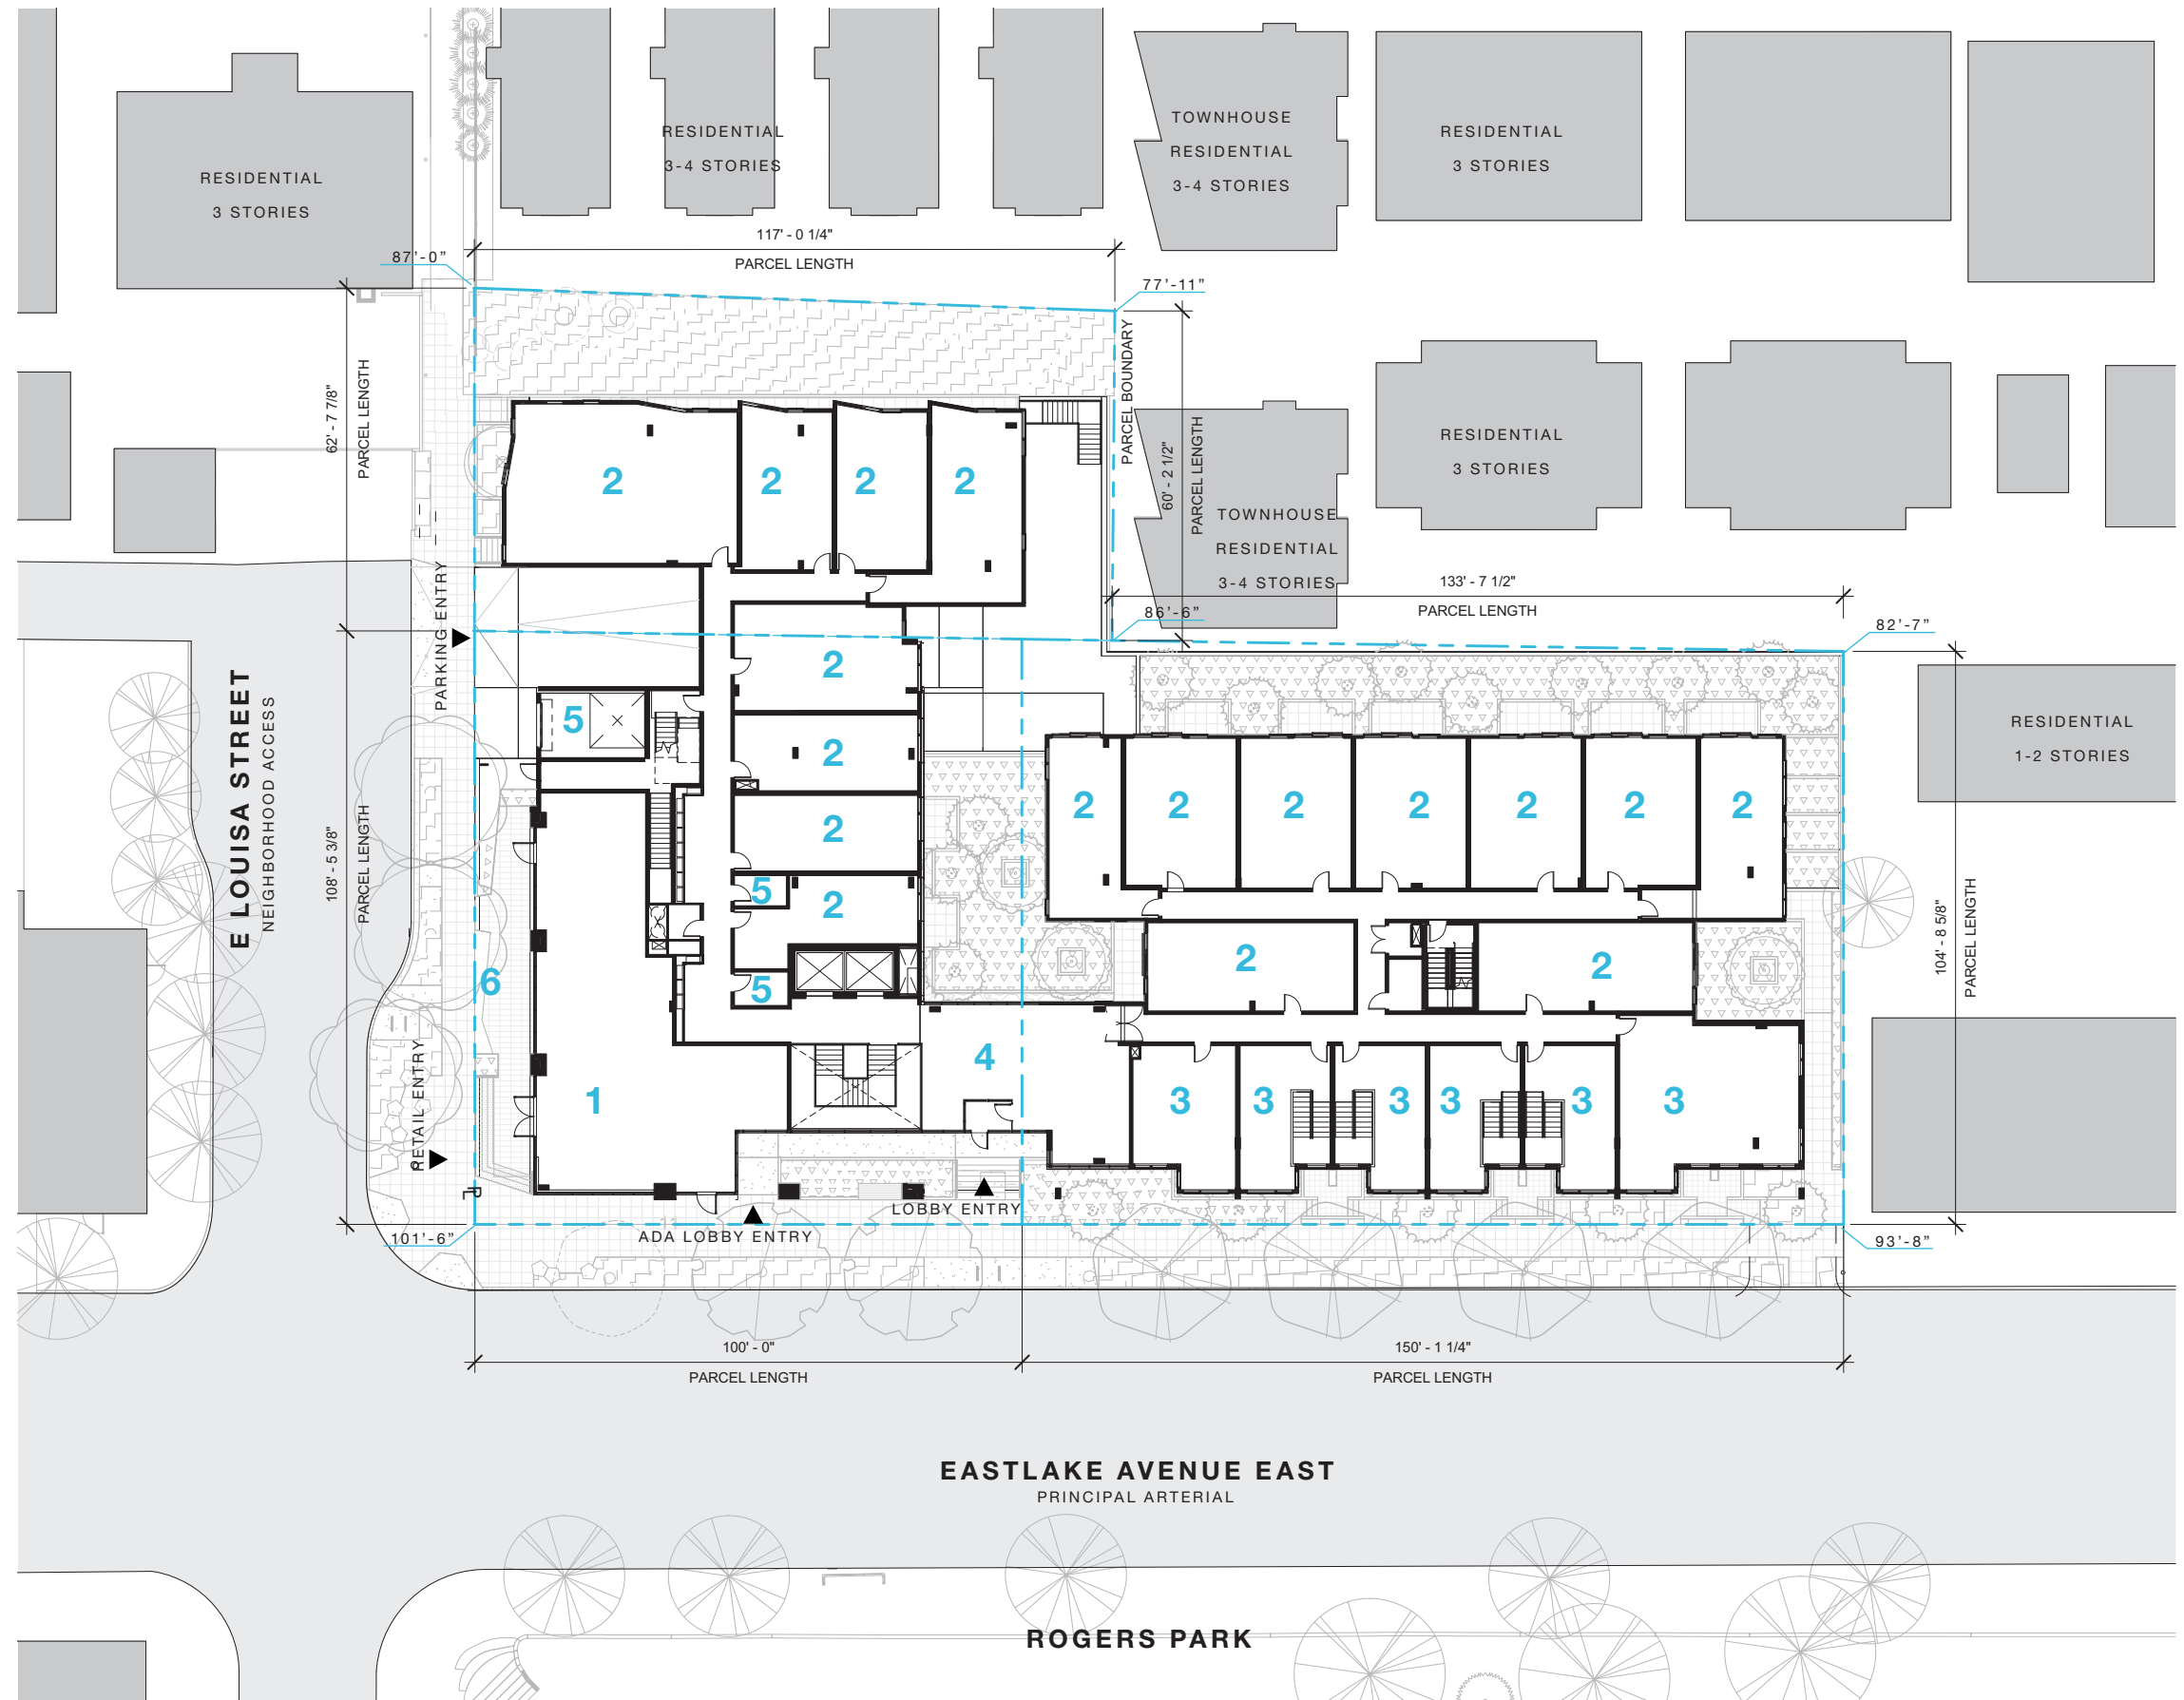 RESIDENTIAL
3 STORIES
RESIDENTIAL
3-4 STORIES
TOWNHOUSE
RESIDENTIAL
3-4 STORIES
RESIDENTIAL
3 STORIES
117' - 0 1/4"
PARCEL LENGTH
87'-0"
77'-11"
62' - 7 7/8"
PARCEL LENGTH
PARCEL BOUNDARY
60' - 2 1/2"
PARCEL LENGTH
RESIDENTIAL
3 STORIES
TOWNHOUSE
RESIDENTIAL
3-4 STORIES
2
2
2
2
133' - 7 1/2"
PARCEL LENGTH
86'-6"
82'-7"
PARKING ENTRY
E LOUISA STREET
NEIGHBORHOOD ACCESS
108' - 5 3/8"
PARCEL LENGTH
RESIDENTIAL
1-2 STORIES
2
5
2
2
5
2
5
2
2
2
2
2
2
2
2
2
104' - 8 5/8"
PARCEL LENGTH
6
4
1
3
3
3
3
3
3
RETAIL ENTRY
PL
LOBBY ENTRY
ADA LOBBY ENTRY
101'-6"
93'-8"
100' - 0"
PARCEL LENGTH
150' - 1 1/4"
PARCEL LENGTH
EASTLAKE AVENUE EAST
PRINCIPAL ARTERIAL
ROGERS PARK